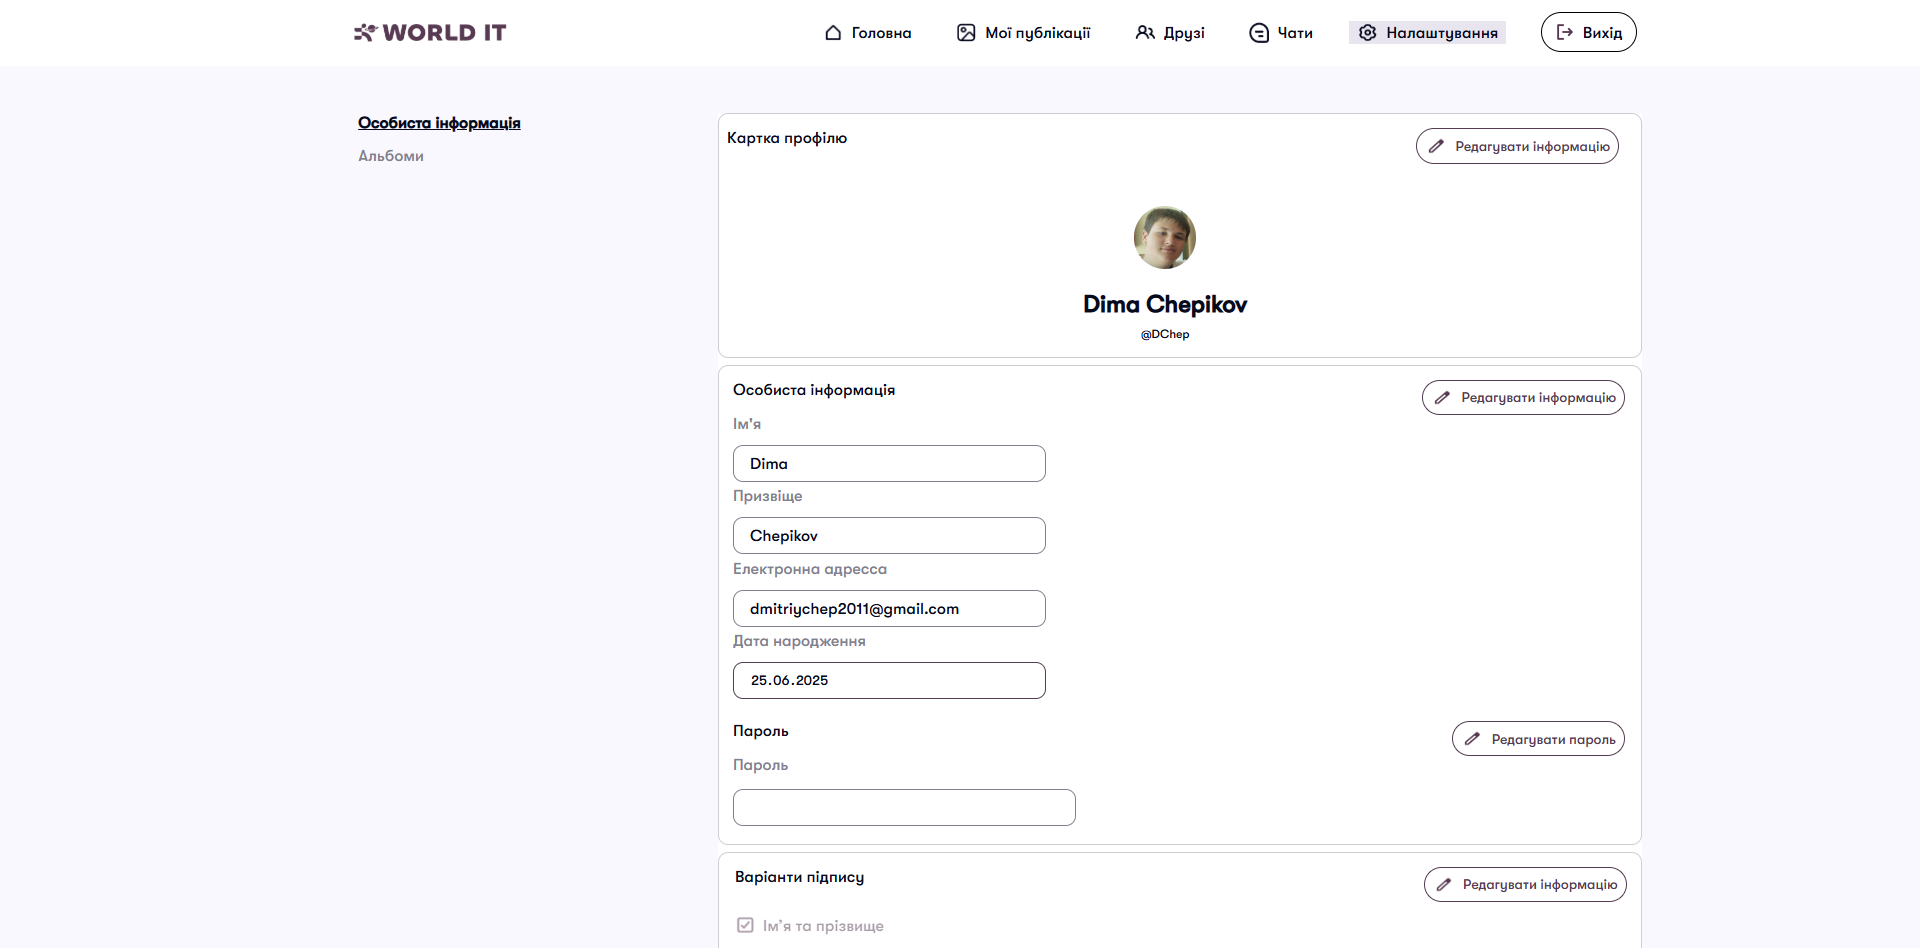 WORLD IT
Головна
Мої публікації
Друзі
Чати
Налаштування
Вихід
Особиста інформація
Альбоми
Картка профілю
Редагувати інформацію
Dima Chepikov
@DChep
Особиста інформація
Редагувати інформацію
Ім'я
Dima
Призвіще
Chepikov
Електронна адресса
dmitriychep2011@gmail.com
Дата народження
25.06.2025
Пароль
Редагувати пароль
Пароль
Варіанти підпису
Редагувати інформацію
Ім’я та прізвище